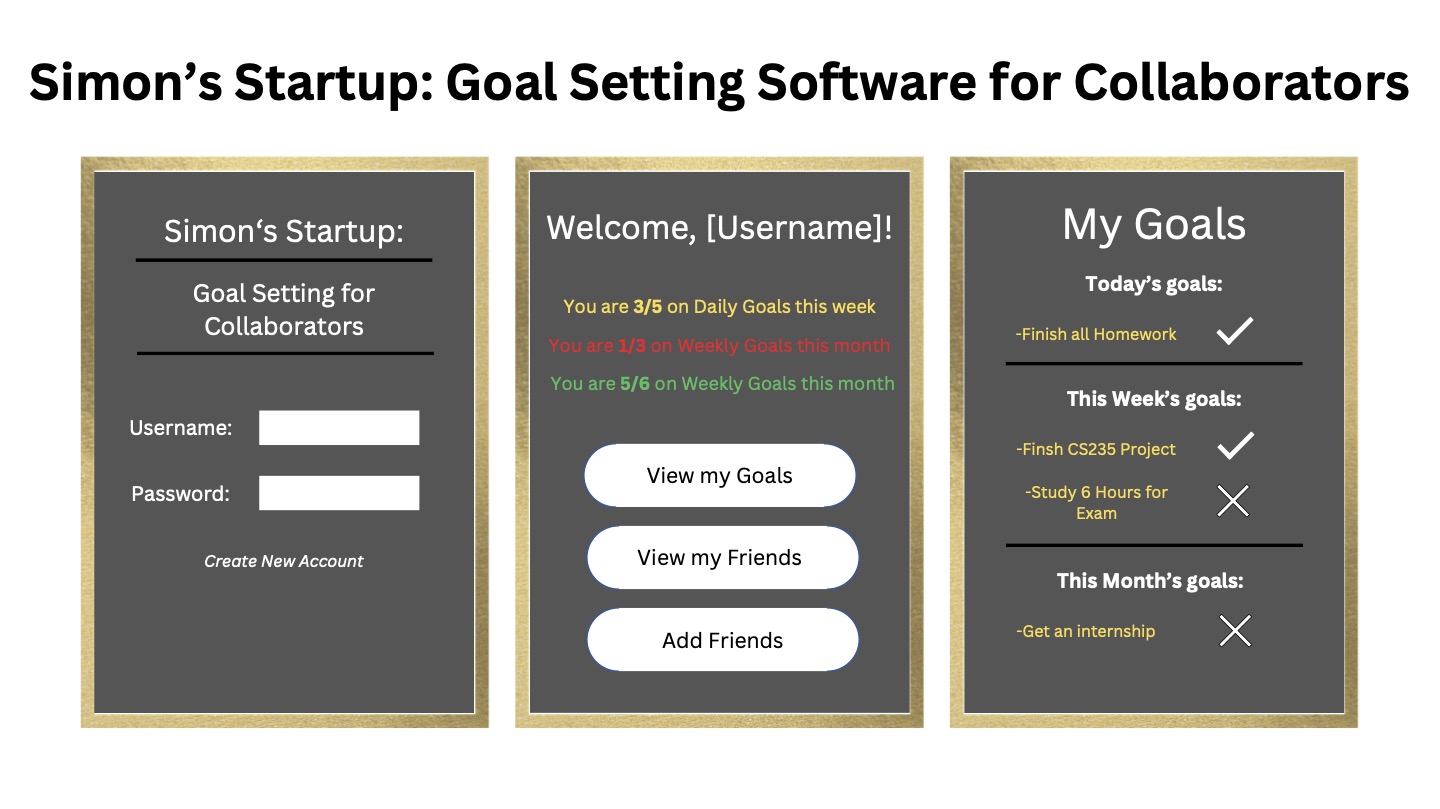 Simon’s Startup: Goal Setting Software for Collaborators
Simon‘s Startup:
Goal Setting for
Collaborators
Username:
Password:
Create New Account
Welcome, [Username]!
You are 3/5 on Daily Goals this week
You are 1/3 on Weekly Goals this month
You are 5/6 on Weekly Goals this month
View my Goals
View my Friends
Add Friends
My Goals
Today’s goals:
-Finish all Homework
This Week’s goals:
-Finsh CS235 Project
-Study 6 Hours for
Exam
This Month’s goals:
-Get an internship